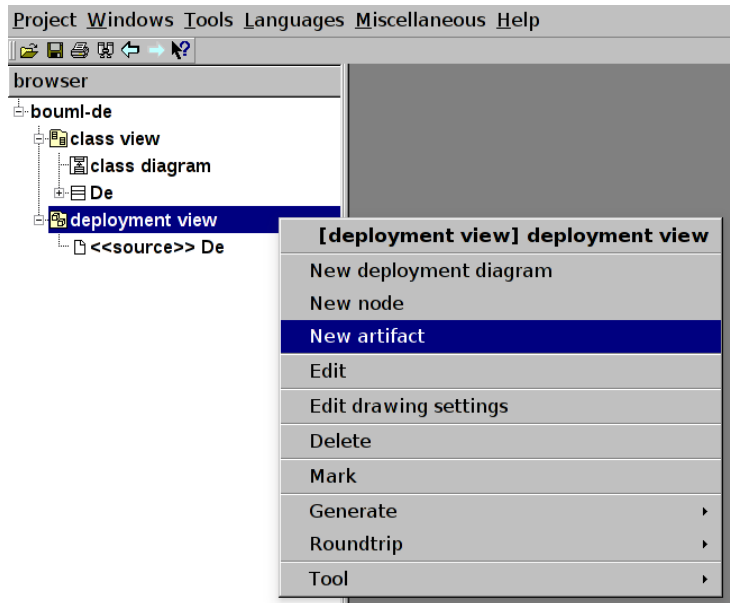 Project Windows Tools Languages Miscellaneous Help
browser
bouml-de
class view
class diagram
De
deployment view
<<source>> De
[deployment view] deployment view
New deployment diagram
New node
New artifact
Edit
Edit drawing settings
Delete
Mark
Generate
Roundtrip
Tool